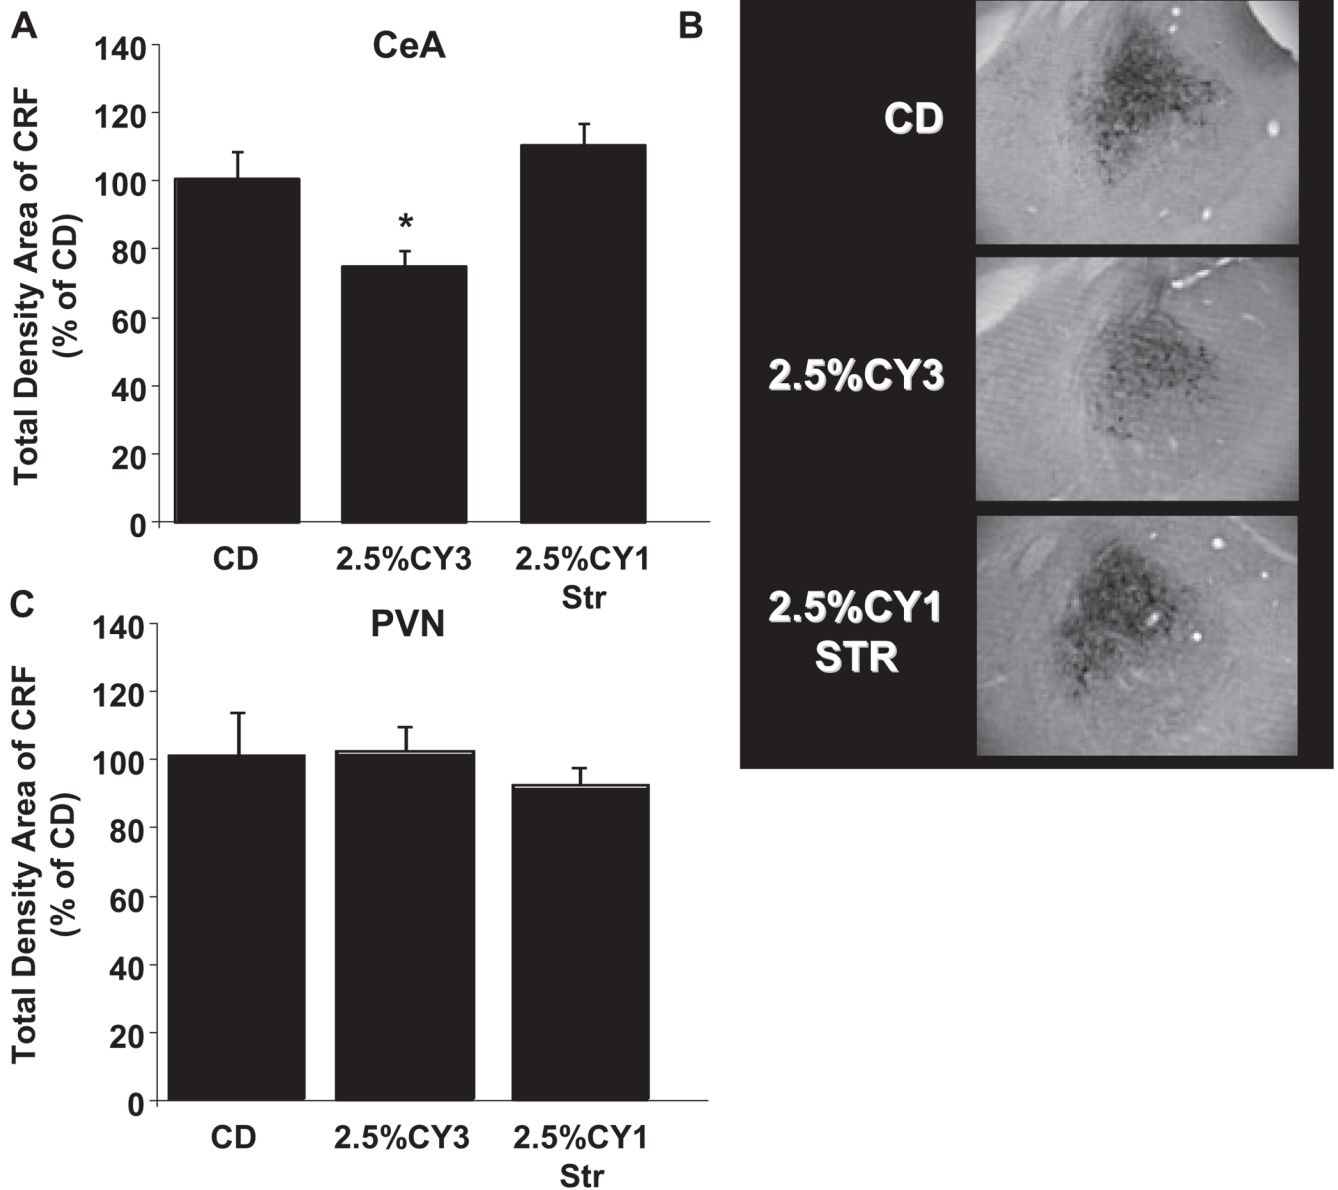 A
CeA
Total Density Area of CRF
(% of CD)
140
120
100
80
60
40
20
0
*
CD
2.5%CY3
2.5%CY1
Str
B
CD
2.5%CY3
2.5%CY1
STR
C
PVN
Total Density Area of CRF
(% of CD)
140
120
100
80
60
40
20
0
CD
2.5%CY3
2.5%CY1
Str